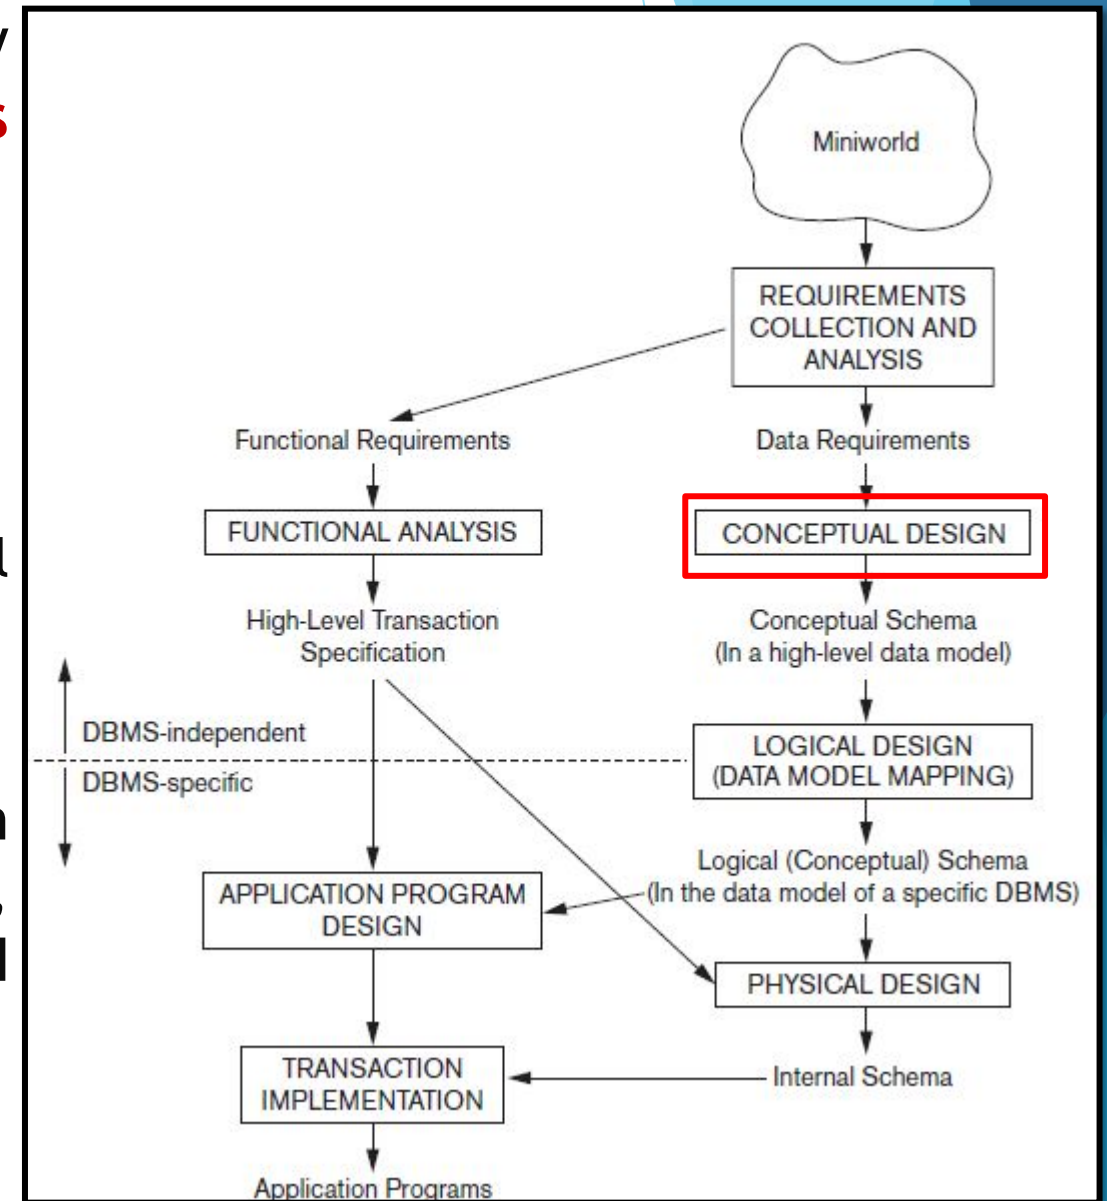 Miniworld
REQUIREMENTS
COLLECTION AND
ANALYSIS
Functional Requirements
Data Requirements
FUNCTIONAL ANALYSIS
CONCEPTUAL DESIGN
High-Level Transaction
Specification
Conceptual Schema
(In a high-level data model)
DBMS-independent
DBMS-specific
LOGICAL DESIGN
(DATA MODEL MAPPING)
Logical (Conceptual) Schema
(In the data model of a specific DBMS)
APPLICATION PROGRAM
DESIGN
PHYSICAL DESIGN
TRANSACTION
IMPLEMENTATION
Internal Schema
Application Programs